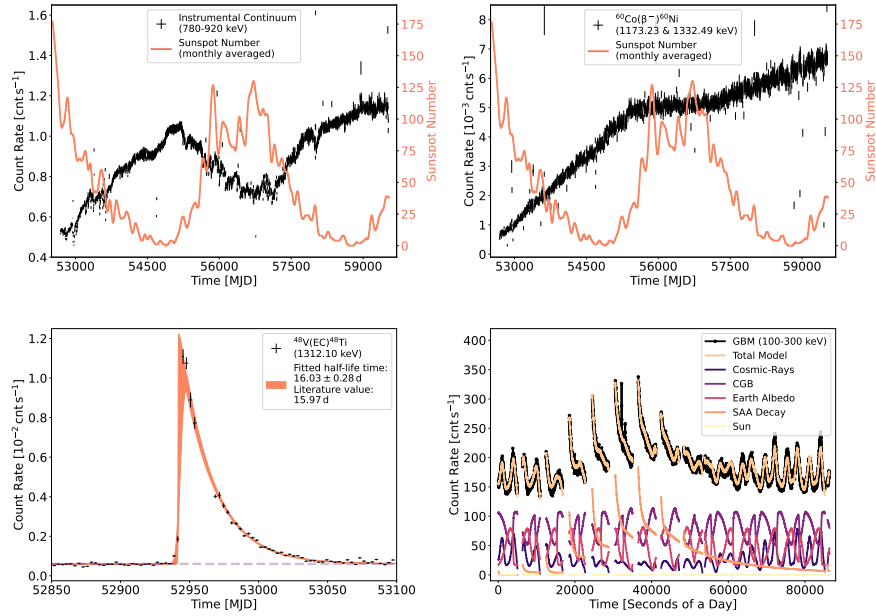 Instrumental Continuum
(780-920 keV)
Sunspot Number
(monthly averaged)
1.6
1.4
1.2
1.0
0.8
0.6
0.4
Count Rate [cnt s⁻¹]
175
150
125
100
75
50
25
0
Sunspot Number
53000 54500 56000 57500 59000
Time [MJD]
⁶⁰Co(β⁻)⁶⁰Ni
(1173.23 & 1332.49 keV)
Sunspot Number
(monthly averaged)
8
7
6
5
4
3
2
1
0
Count Rate [10⁻³ cnt s⁻¹]
175
150
125
100
75
50
25
0
Sunspot Number
53000 54500 56000 57500 59000
Time [MJD]
⁴⁸V(EC)⁴⁸Ti
(1312.10 keV)
Fitted half-life time:
16.03 ± 0.28 d
Literature value:
15.97 d
1.2
1.0
0.8
0.6
0.4
0.2
0.0
Count Rate [10⁻² cnt s⁻¹]
52850 52900 52950 53000 53050 53100
Time [MJD]
GBM (100-300 keV)
Total Model
Cosmic-Rays
CGB
Earth Albedo
SAA Decay
Sun
400
350
300
250
200
150
100
50
0
Count Rate [cnt s⁻¹]
0 20000 40000 60000 80000
Time [Seconds of a Day]